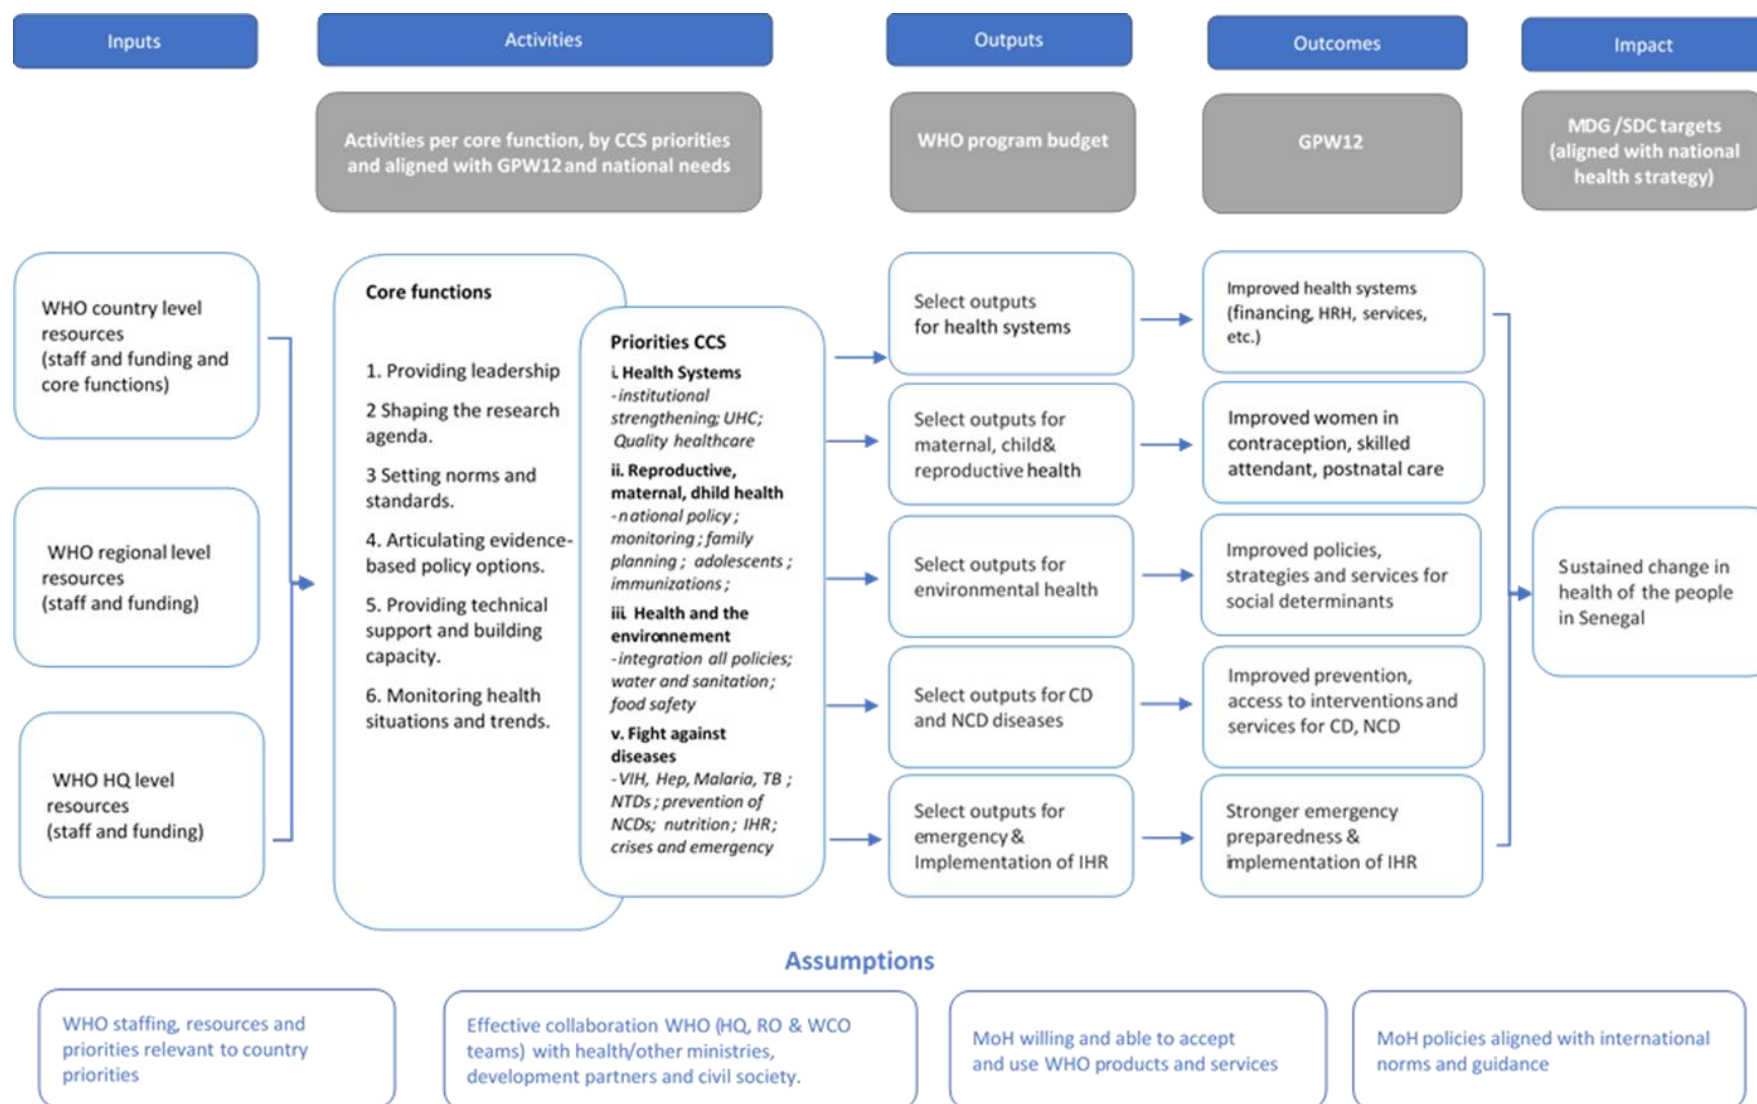 Inputs
Activities
Outputs
Outcomes
Impact
Activities per core function, by CCS priorities
and aligned with GPW12 and national needs
WHO program budget
GPW12
MDG/SDC targets
(aligned with national
health strategy)
WHO country level
resources
(staff and funding and
core functions)
WHO regional level
resources
(staff and funding)
WHO HQ level
resources
(staff and funding)
Core functions
1. Providing leadership
2 Shaping the research
agenda.
3 Setting norms and
standards.
4. Articulating evidence-
based policy options.
5. Providing technical
support and building
capacity.
6. Monitoring health
situations and trends.
Priorities CCS
i. Health Systems
-institutional
strengthening; UHC;
Quality healthcare
ii. Reproductive,
maternal, dhild health
-national policy ;
monitoring ; family
planning ; adolescents ;
immunizations ;
iii. Health and the
environnement
-integration all policies;
water and sanitation ;
food safety
v. Fight against
diseases
-VIH, Hep, Malaria, TB ;
NTDs ; prevention of
NCDs; nutrition ; IHR;
crises and emergency
Select outputs
for health systems
Select outputs for
maternal, child&
reproductive health
Select outputs for
environmental health
Select outputs for CD
and NCD diseases
Select outputs for
emergency &
Implementation of IHR
Improved health systems
(financing, HRH, services,
etc.)
Improved women in
contraception, skilled
attendant, postnatal care
Improved policies,
strategies and services for
social determinants
Improved prevention,
access to interventions and
services for CD, NCD
Stronger emergency
preparedness &
implementation of IHR
Sustained change in
health of the people
in Senegal
Assumptions
WHO staffing, resources and
priorities relevant to country
priorities
Effective collaboration WHO (HQ, RO & WCO
teams) with health/other ministries,
development partners and civil society.
MoH willing and able to accept
and use WHO products and services
MoH policies aligned with international
norms and guidance